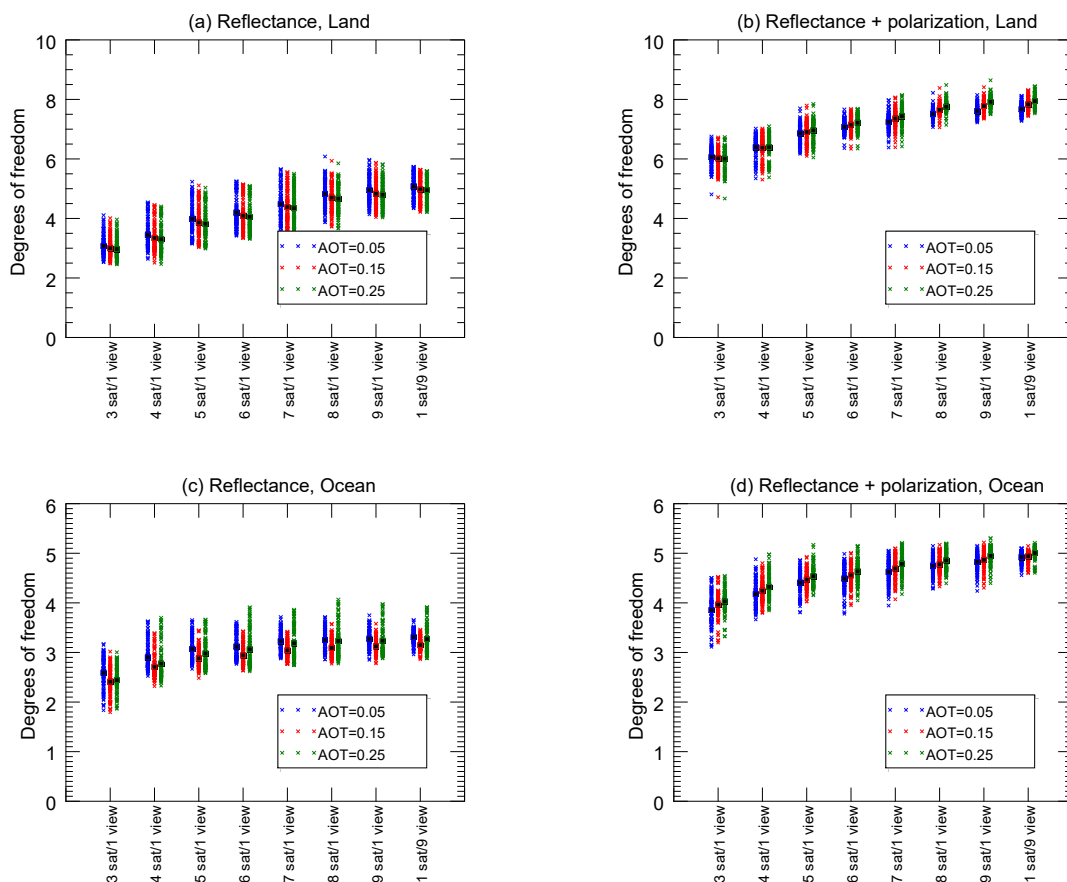 (a) Reflectance, Land
Degrees of freedom
10
8
6
4
2
0
AOT=0.05
AOT=0.15
AOT=0.25
3 sat/1 view
4 sat/1 view
5 sat/1 view
6 sat/1 view
7 sat/1 view
8 sat/1 view
9 sat/1 view
1 sat/9 view
(b) Reflectance + polarization, Land
Degrees of freedom
10
8
6
4
2
0
AOT=0.05
AOT=0.15
AOT=0.25
3 sat/1 view
4 sat/1 view
5 sat/1 view
6 sat/1 view
7 sat/1 view
8 sat/1 view
9 sat/1 view
1 sat/9 view
(c) Reflectance, Ocean
Degrees of freedom
6
5
4
3
2
1
0
AOT=0.05
AOT=0.15
AOT=0.25
3 sat/1 view
4 sat/1 view
5 sat/1 view
6 sat/1 view
7 sat/1 view
8 sat/1 view
9 sat/1 view
1 sat/9 view
(d) Reflectance + polarization, Ocean
Degrees of freedom
6
5
4
3
2
1
0
AOT=0.05
AOT=0.15
AOT=0.25
3 sat/1 view
4 sat/1 view
5 sat/1 view
6 sat/1 view
7 sat/1 view
8 sat/1 view
9 sat/1 view
1 sat/9 view